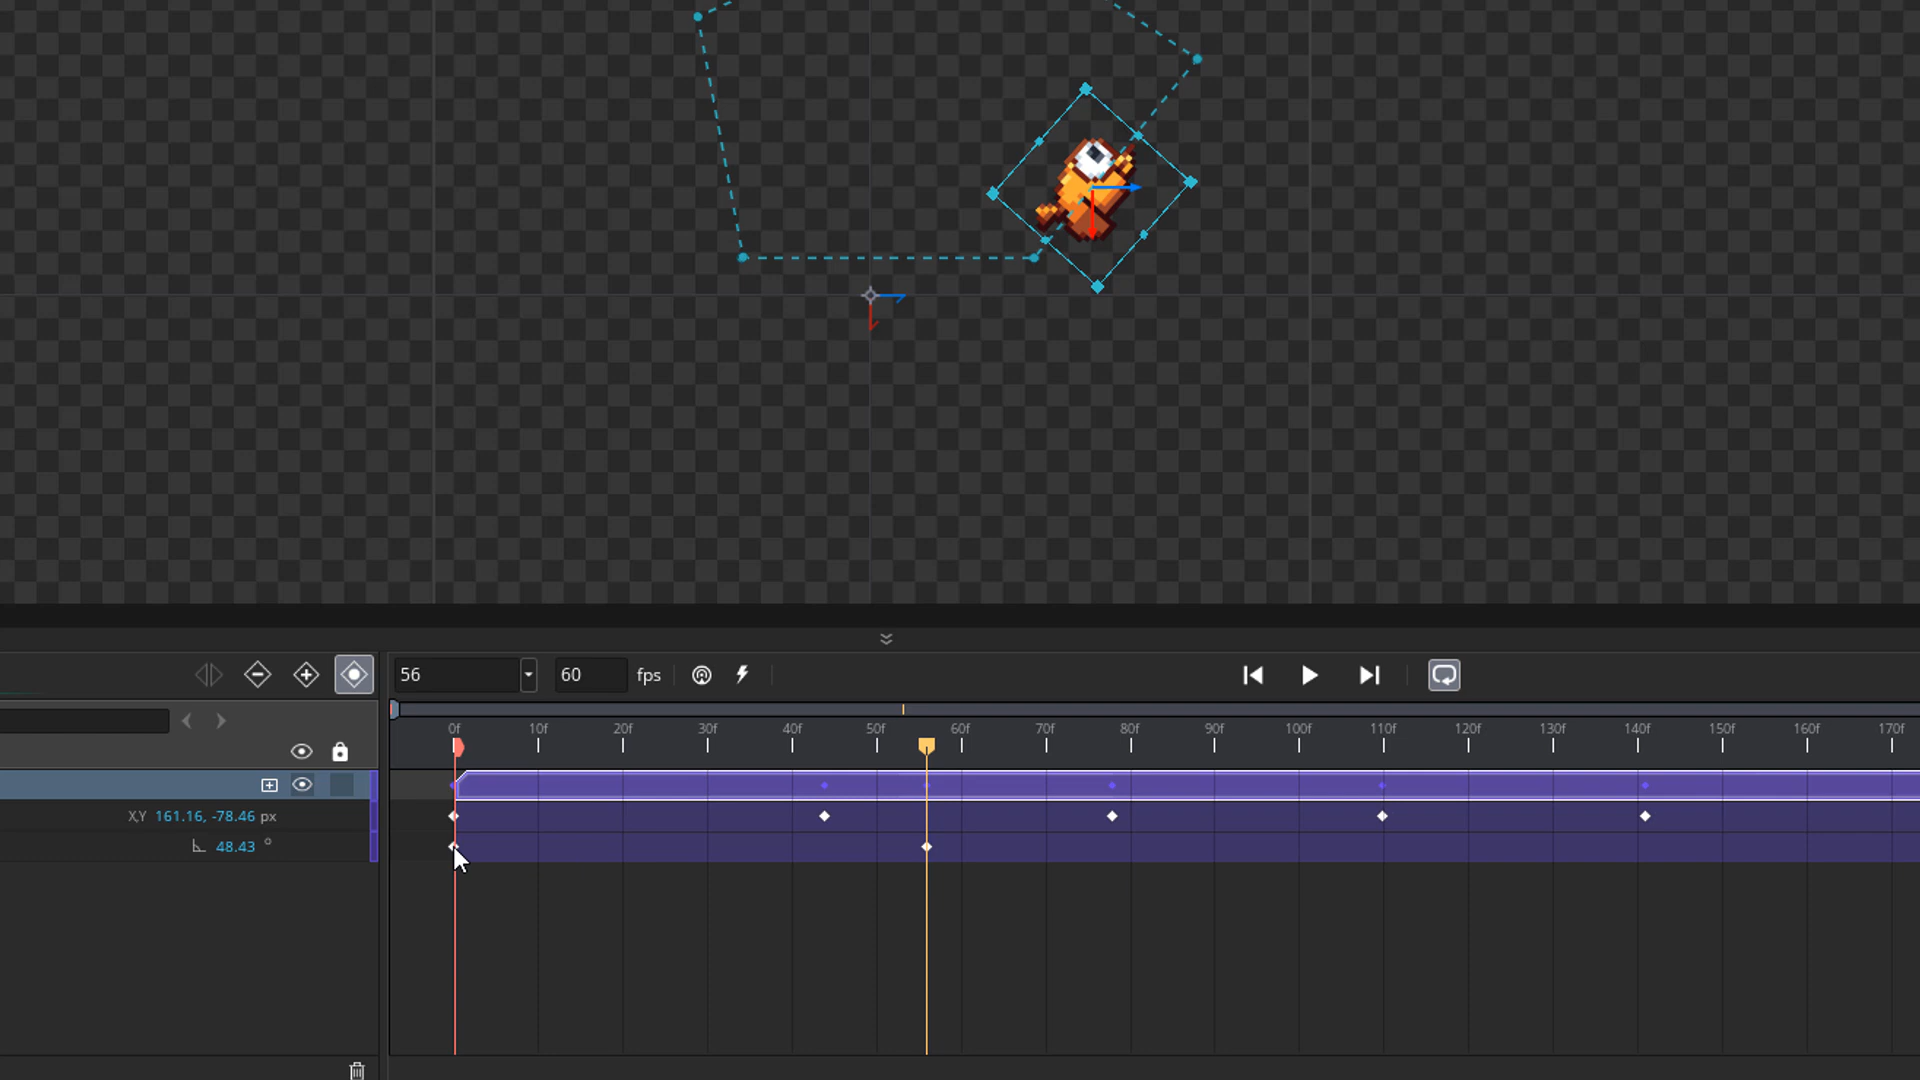 56 60 fps
0f 10f 20f 30f 40f 50f 60f 70f 80f 90f 100f 110f 120f 130f 140f 150f 160f 170f
X,Y 161.16, -78.46 px
48.43 °